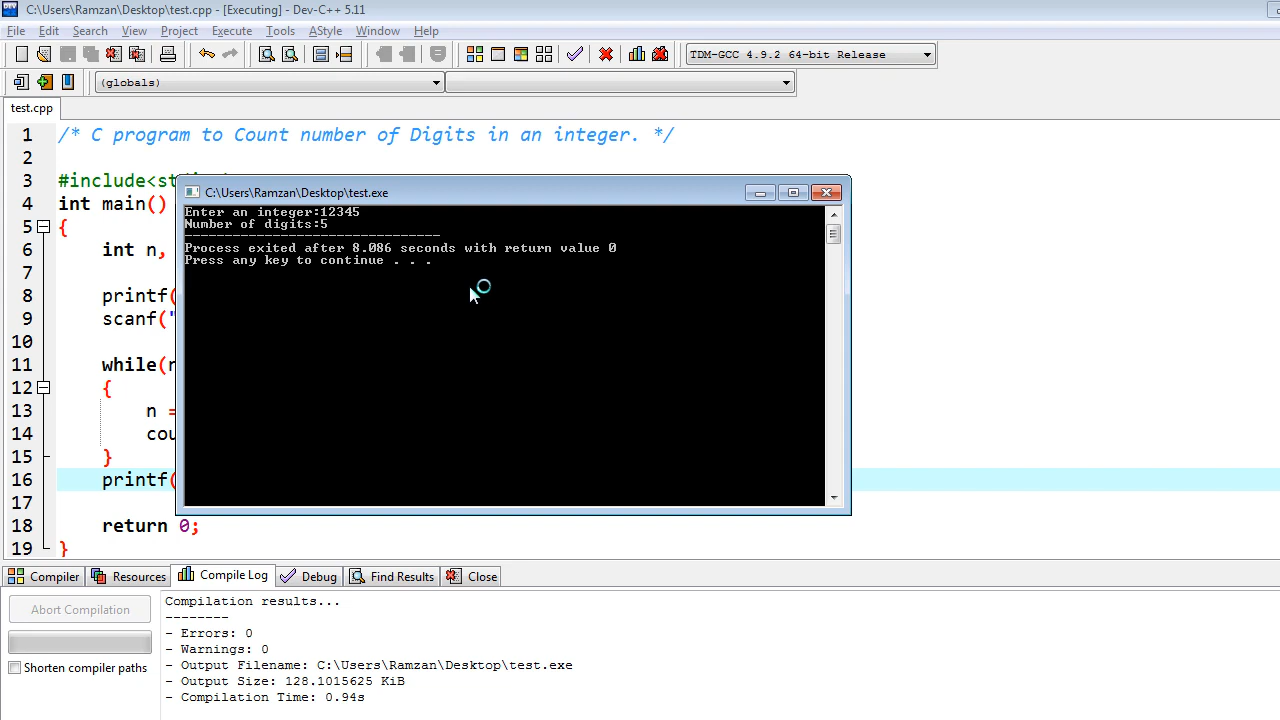 C:\Users\Ramzan\Desktop\test.cpp - [Executing] - Dev-C++ 5.11
File Edit Search View Project Execute Tools AStyle Window Help
TDM-GCC 4.9.2 64-bit Release
(globals)
test.cpp
1 /* C program to Count number of Digits in an integer. */
2
3 #include<st
4 int main()
5 {
6 int n,
7
8 printf(
9 scanf("
10
11 while(n
12 {
13 n =
14 cou
15 }
16 printf(
17
18 return 0;
19 }
C:\Users\Ramzan\Desktop\test.exe
Enter an integer:12345
Number of digits:5
--------------------------------
Process exited after 8.086 seconds with return value 0
Press any key to continue . . .
Compiler Resources Compile Log Debug Find Results Close
Abort Compilation
Shorten compiler paths
Compilation results...
--------
- Errors: 0
- Warnings: 0
- Output Filename: C:\Users\Ramzan\Desktop\test.exe
- Output Size: 128.1015625 KiB
- Compilation Time: 0.94s